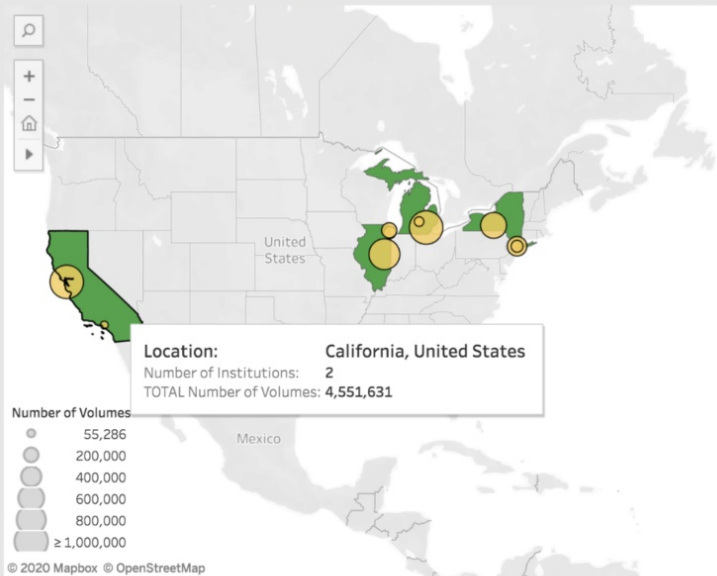 United
States
Location: California, United States
Number of Institutions: 2
TOTAL Number of Volumes: 4,551,631
Number of Volumes
55,286
200,000
400,000
600,000
800,000
≥ 1,000,000
Mexico
© 2020 Mapbox © OpenStreetMap